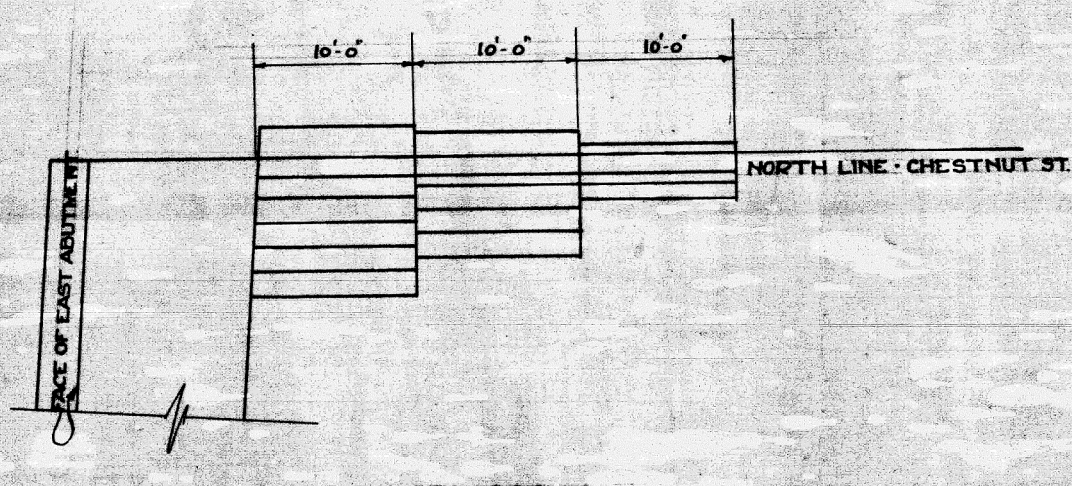 10'-0"
10'-0"
10'-0"
NORTH LINE · CHESTNUT ST.
FACE OF EAST ABUTMENT